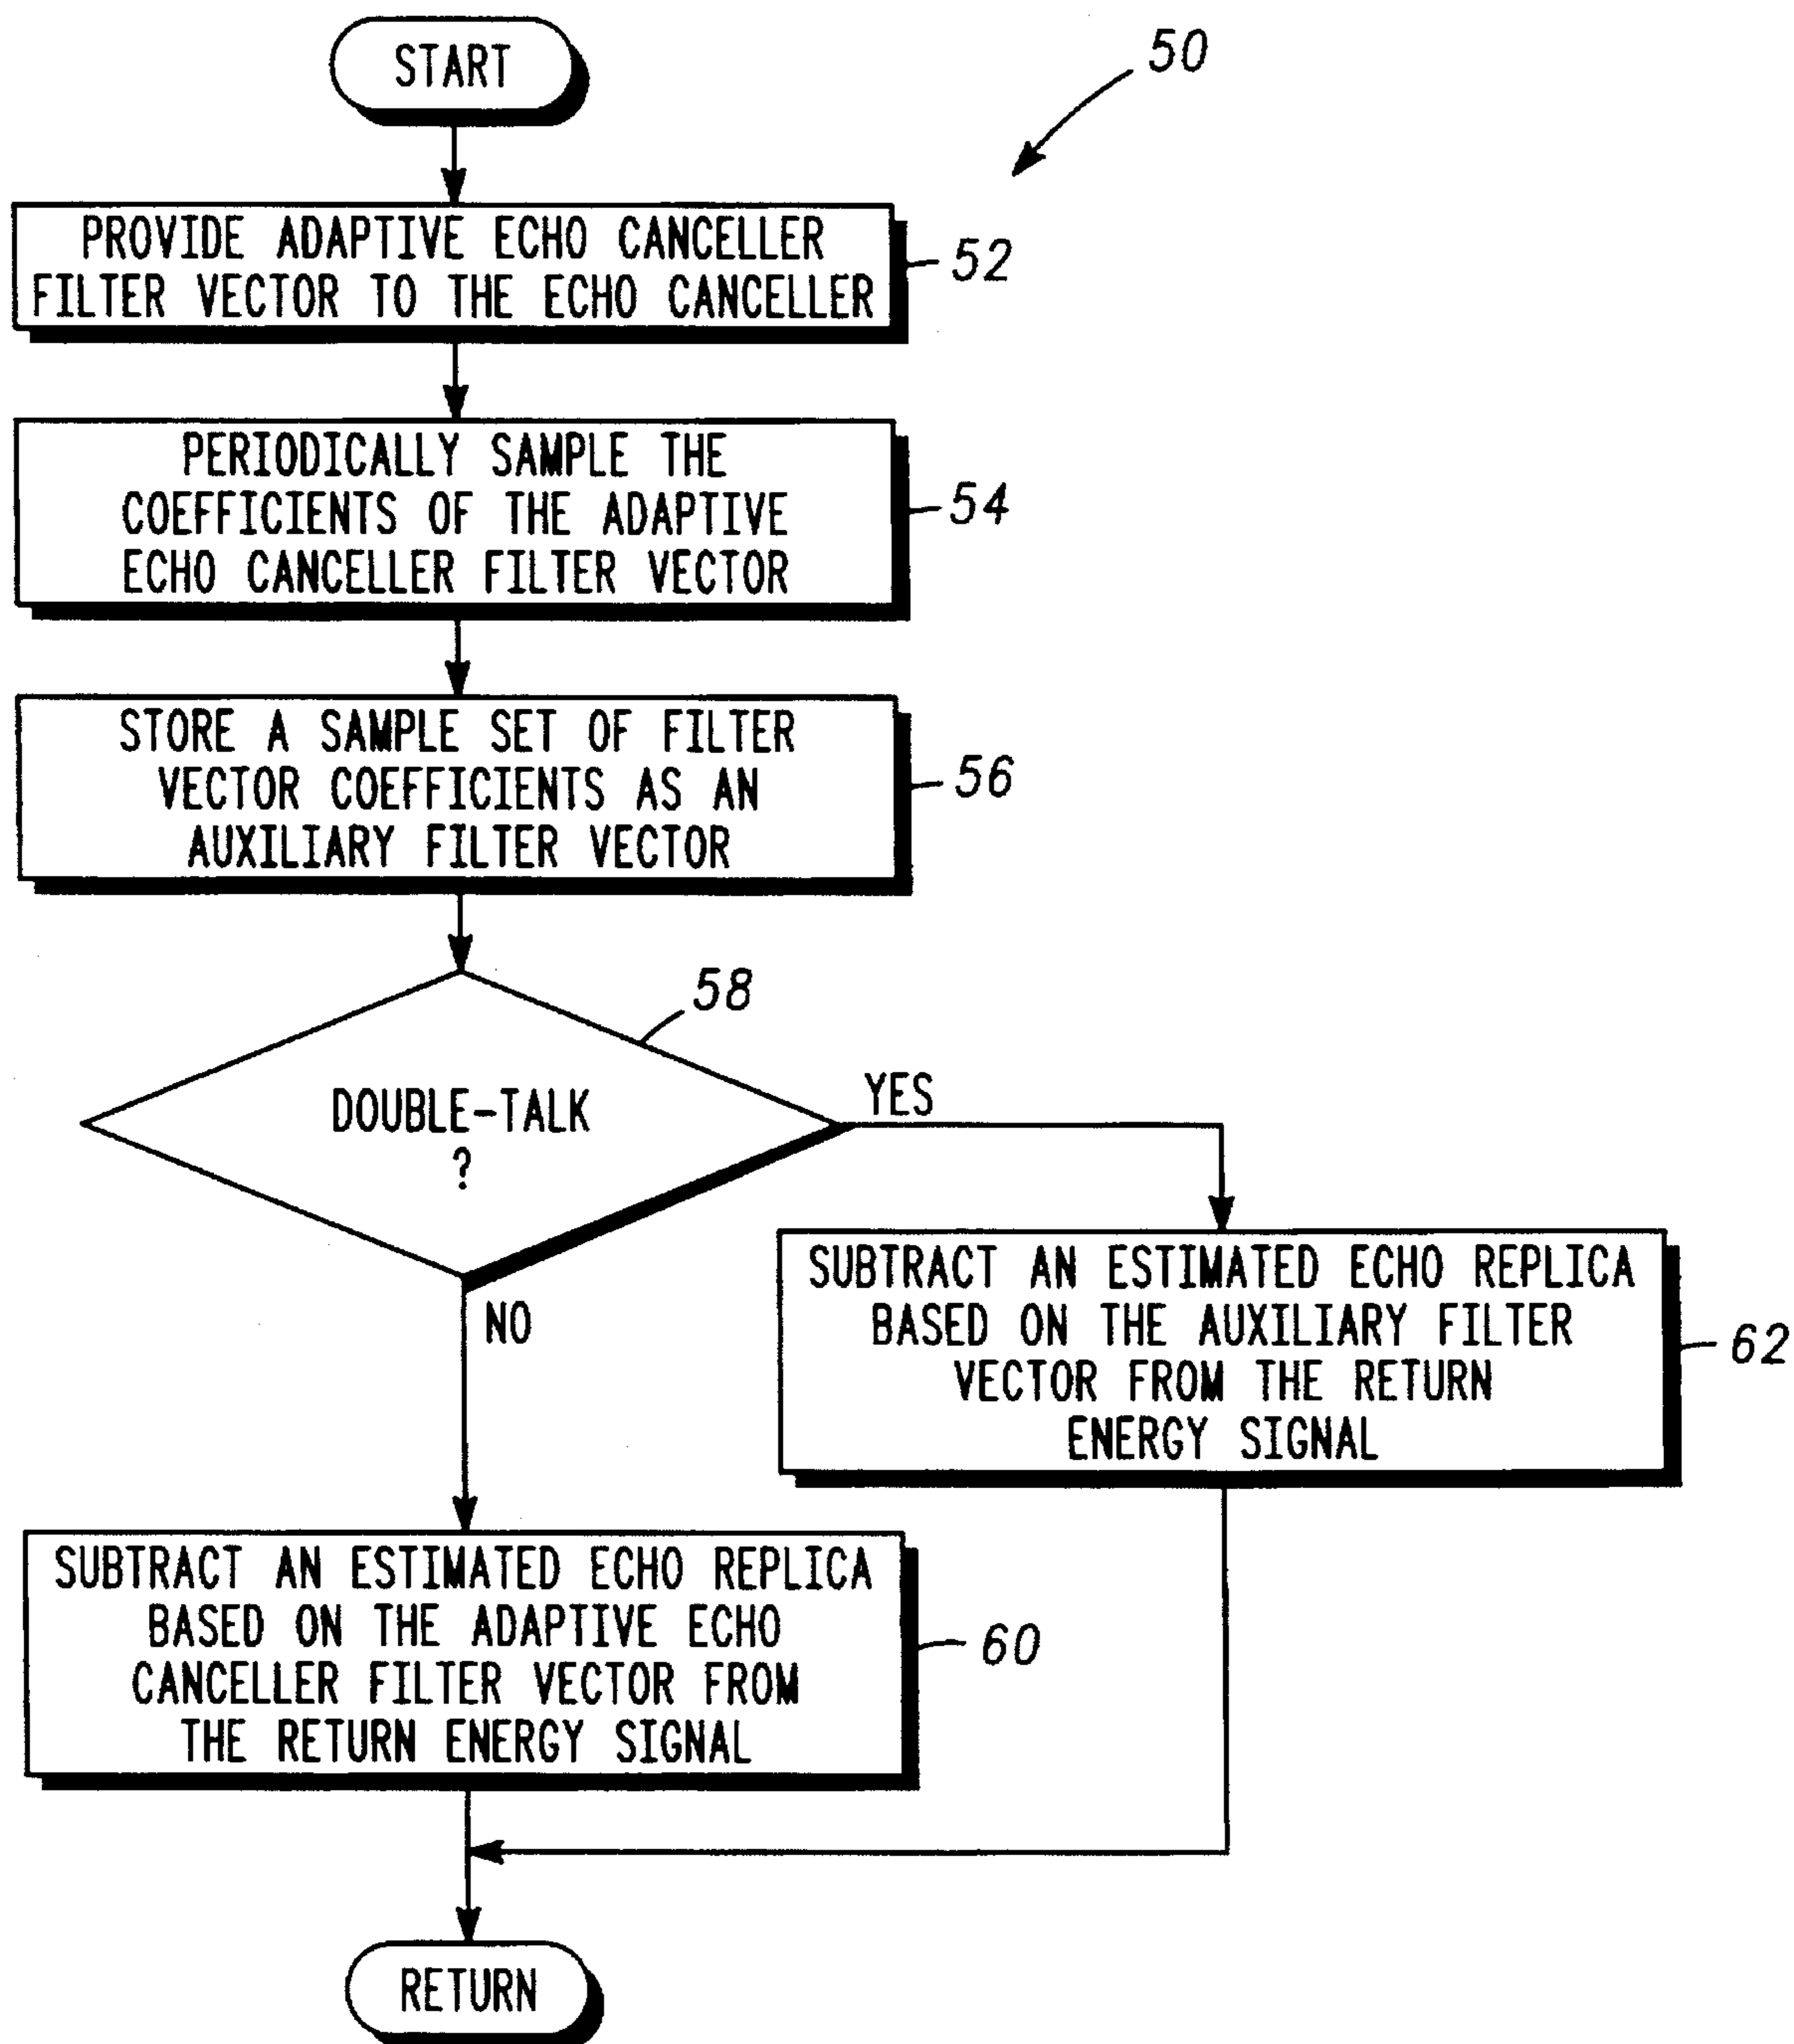 START
50
PROVIDE ADAPTIVE ECHO CANCELLER
FILTER VECTOR TO THE ECHO CANCELLER
52
PERIODICALLY SAMPLE THE
COEFFICIENTS OF THE ADAPTIVE
ECHO CANCELLER FILTER VECTOR
54
STORE A SAMPLE SET OF FILTER
VECTOR COEFFICIENTS AS AN
AUXILIARY FILTER VECTOR
56
58
DOUBLE-TALK
?
YES
NO
SUBTRACT AN ESTIMATED ECHO REPLICA
BASED ON THE AUXILIARY FILTER
VECTOR FROM THE RETURN
ENERGY SIGNAL
62
SUBTRACT AN ESTIMATED ECHO REPLICA
BASED ON THE ADAPTIVE ECHO
CANCELLER FILTER VECTOR FROM
THE RETURN ENERGY SIGNAL
60
RETURN